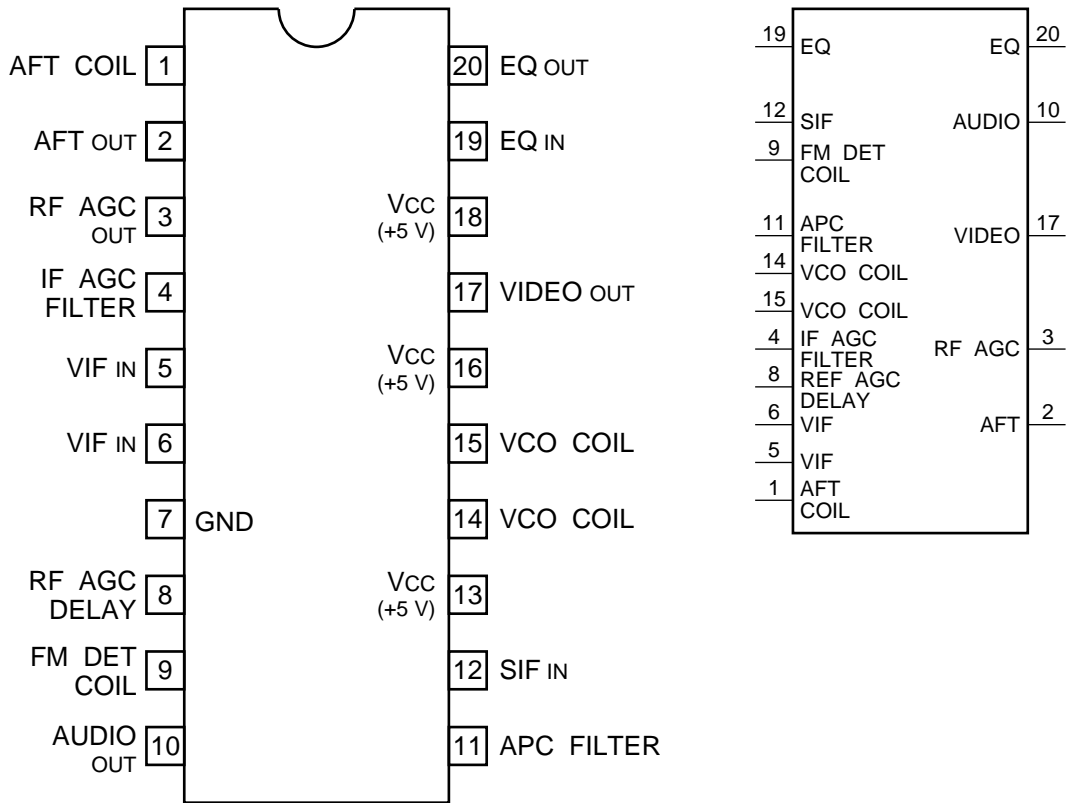 AFT COIL 1
AFT OUT 2
RF AGC 3
OUT
IF AGC 4
FILTER
VIF IN 5
VIF IN 6
7 GND
RF AGC 8
DELAY
FM DET 9
COIL
AUDIO 10
OUT
20 EQ OUT
19 EQ IN
VCC 18
(+5 V)
17 VIDEO OUT
VCC 16
(+5 V)
15 VCO COIL
14 VCO COIL
VCC 13
(+5 V)
12 SIF IN
11 APC FILTER
19 EQ
12 SIF
9 FM DET
COIL
11 APC
FILTER
14 VCO COIL
15 VCO COIL
4 IF AGC
FILTER
8 REF AGC
DELAY
6 VIF
5 VIF
1 AFT
COIL
EQ 20
AUDIO 10
VIDEO 17
RF AGC 3
AFT 2